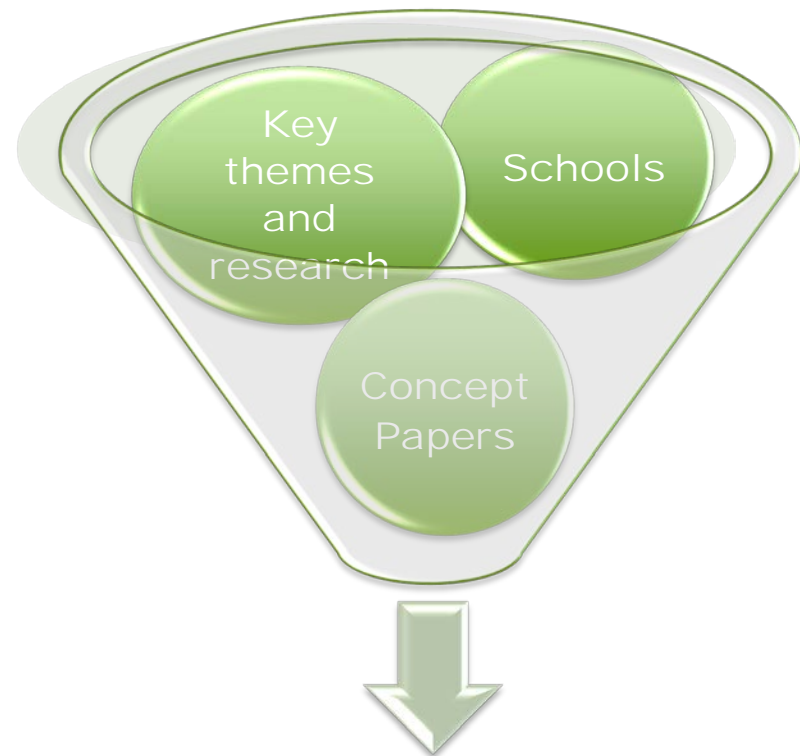 Key
themes
and
research
Schools
Concept
Papers